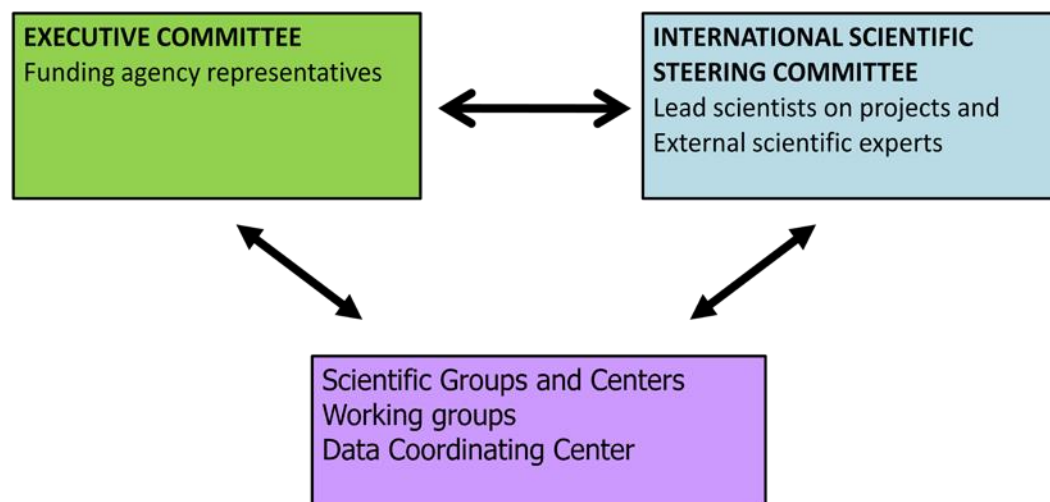 EXECUTIVE COMMITTEE
Funding agency representatives
INTERNATIONAL SCIENTIFIC
STEERING COMMITTEE
Lead scientists on projects and
External scientific experts
Scientific Groups and Centers
Working groups
Data Coordinating Center